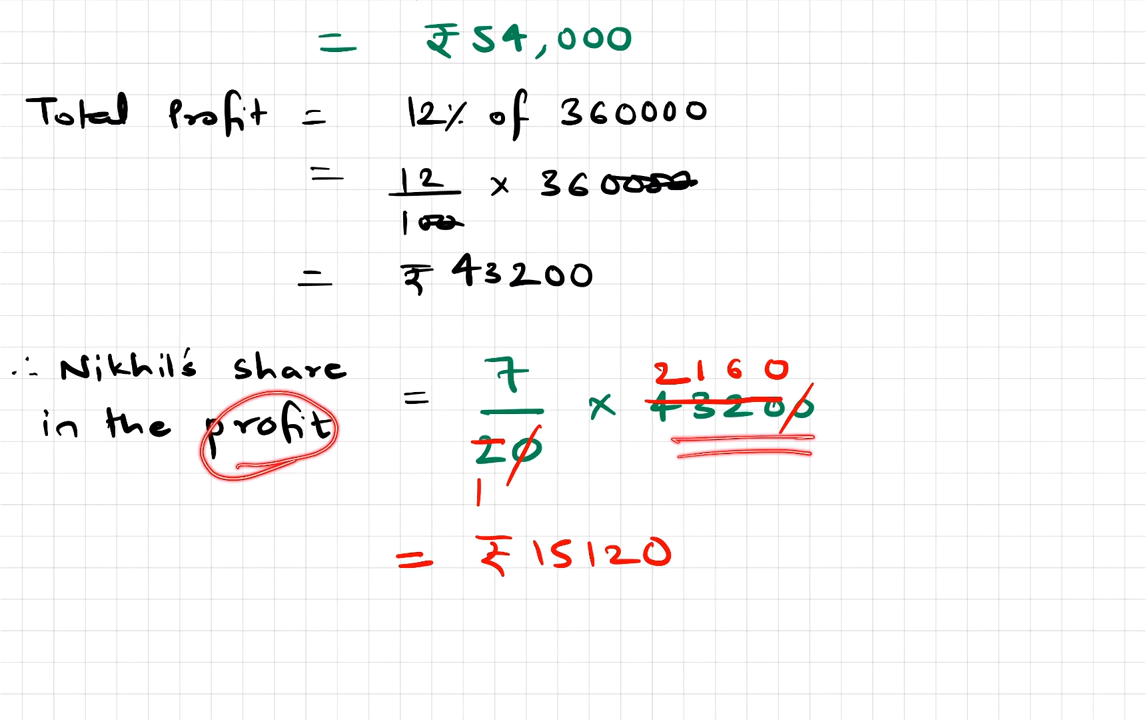 = ₹ 54,000
Total Profit = 12% of 360000
= 12/100 × 360000
= ₹ 43200
∴ Nikhil's share in the profit = 7/20 × 43200
2160
1
= ₹ 15120